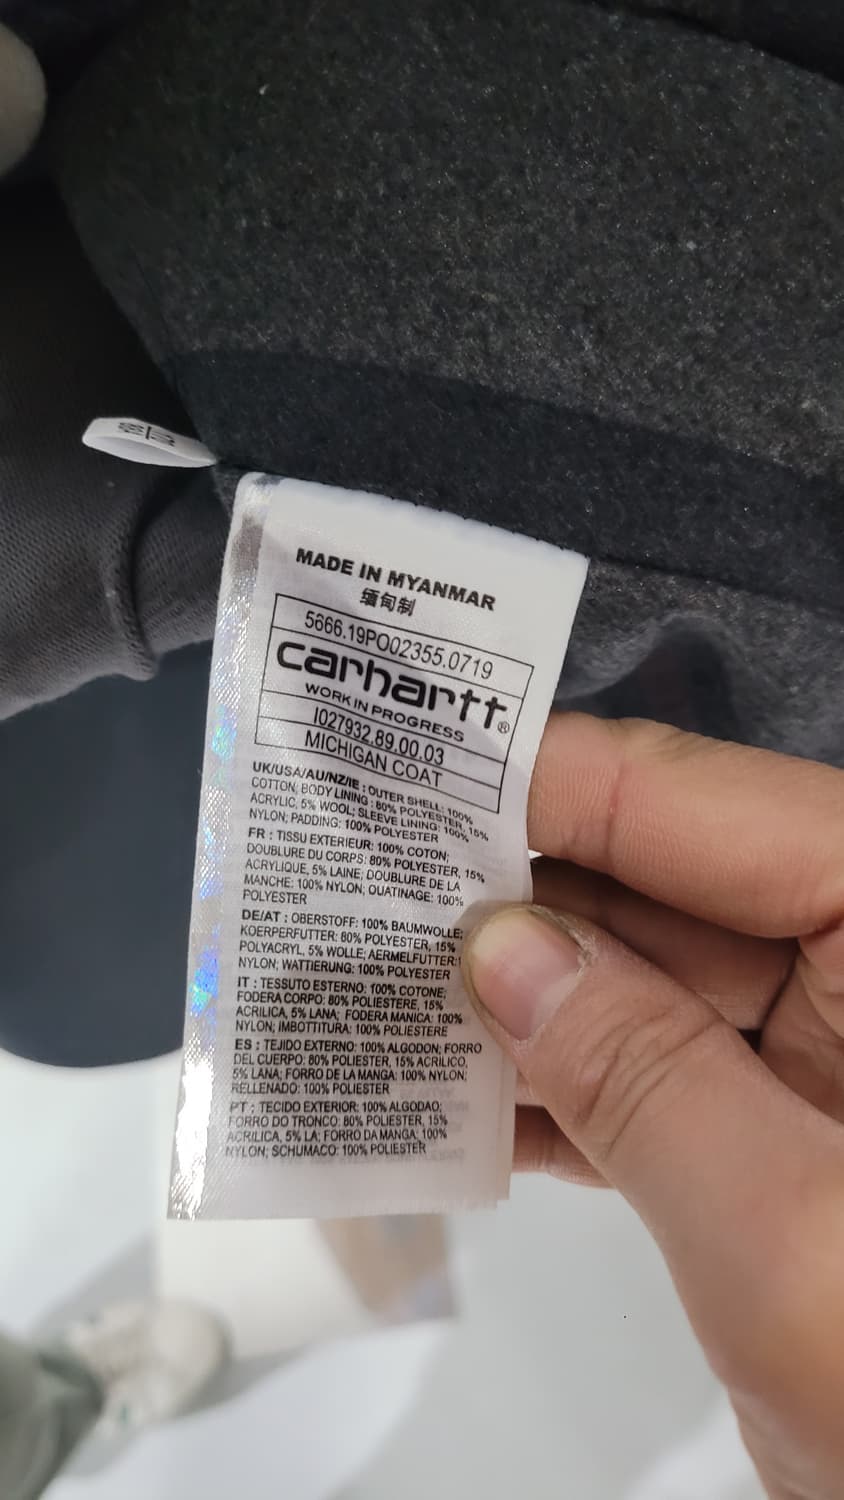 MADE IN MYANMAR
缅甸制
5666.19PO02355.0719
carhartt®
WORK IN PROGRESS
I027932.89.00.03
MICHIGAN COAT
UK/USA/AU/NZ/IE : OUTER SHELL: 100%
COTTON; BODY LINING : 80% POLYESTER, 15%
ACRYLIC, 5% WOOL; SLEEVE LINING: 100%
NYLON; PADDING: 100% POLYESTER
FR : TISSU EXTERIEUR: 100% COTON;
DOUBLURE DU CORPS: 80% POLYESTER, 15%
ACRYLIQUE, 5% LAINE; DOUBLURE DE LA
MANCHE: 100% NYLON; OUATINAGE: 100%
POLYESTER
DE/AT : OBERSTOFF: 100% BAUMWOLLE;
KOERPERFUTTER: 80% POLYESTER, 15%
POLYACRYL, 5% WOLLE; AERMELFUTTER:
NYLON; WATTIERUNG: 100% POLYESTER
IT : TESSUTO ESTERNO: 100% COTONE;
FODERA CORPO: 80% POLIESTERE, 15%
ACRILICA, 5% LANA; FODERA MANICA: 100%
NYLON; IMBOTTITURA: 100% POLIESTERE
ES : TEJIDO EXTERNO: 100% ALGODON; FORRO
DEL CUERPO: 80% POLIESTER, 15% ACRILICO,
5% LANA; FORRO DE LA MANGA: 100% NYLON;
RELLENADO: 100% POLIESTER
PT : TECIDO EXTERIOR: 100% ALGODAO;
FORRO DO TRONCO: 80% POLIESTER, 15%
ACRILICA, 5% LA; FORRO DA MANGA: 100%
NYLON; SCHUMACO: 100% POLIESTER